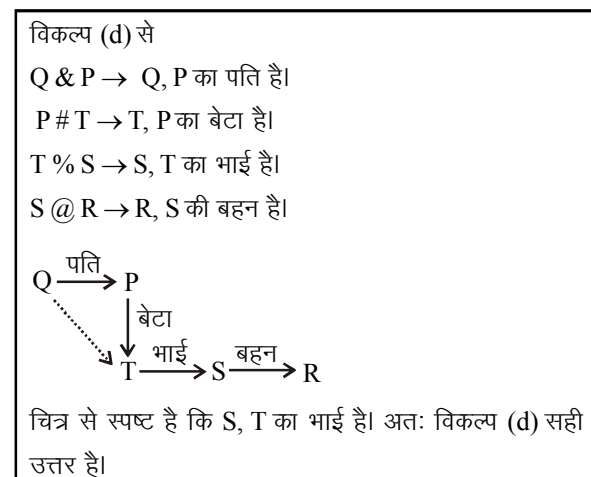 विकल्प (d) से
Q & P → Q, P का पति है।
P # T → T, P का बेटा है।
T % S → S, T का भाई है।
S @ R → R, S की बहन है।
पति
Q P
बेटा
भाई बहन
T S R
चित्र से स्पष्ट है कि S, T का भाई है। अतः विकल्प (d) सही
उत्तर है।